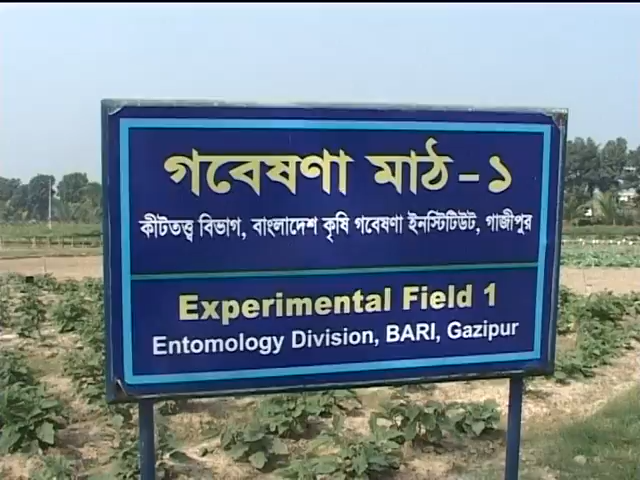 গবেষণা মাঠ - ১
কীটতত্ত্ব বিভাগ, বাংলাদেশ কৃষি গবেষণা ইনস্টিটিউট, গাজীপুর
Experimental Field 1
Entomology Division, BARI, Gazipur